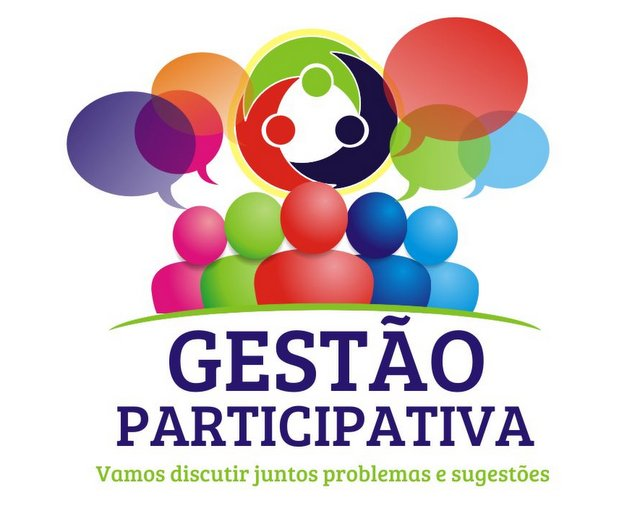 GESTÃO
PARTICIPATIVA
Vamos discutir juntos problemas e sugestões